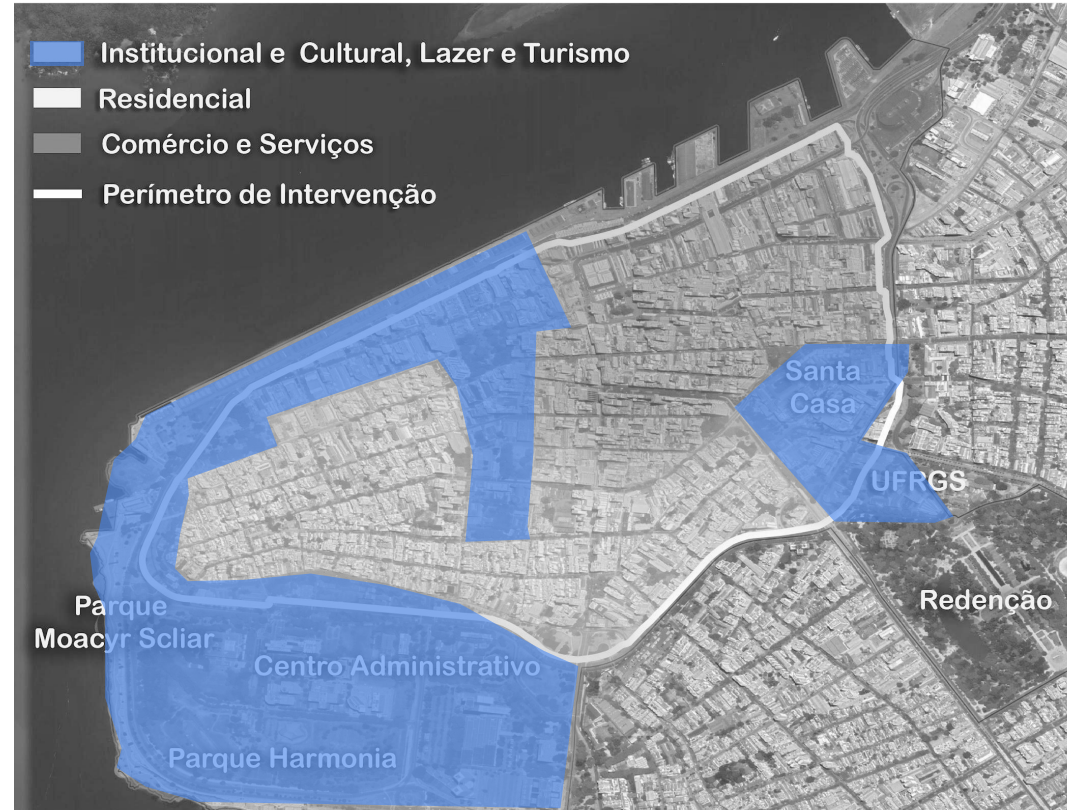 Institucional e Cultural, Lazer e Turismo
Residencial
Comércio e Serviços
Perímetro de Intervenção
Santa
Casa
UFRGS
Redenção
Parque
Moacyr Scliar
Centro Administrativo
Parque Harmonia